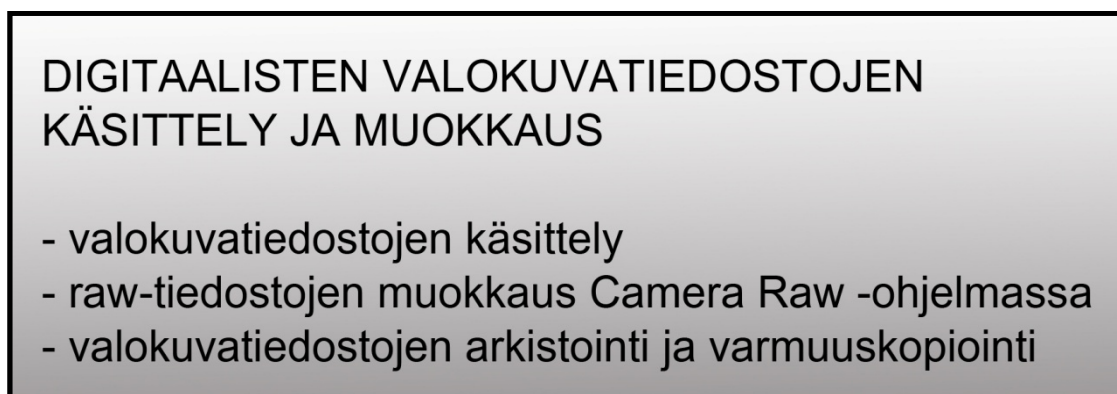 DIGITAALISTEN VALOKUVATIEDOSTOJEN
KÄSITTELY JA MUOKKAUS
- valokuvatiedostojen käsittely
- raw-tiedostojen muokkaus Camera Raw -ohjelmassa
- valokuvatiedostojen arkistointi ja varmuuskopiointi